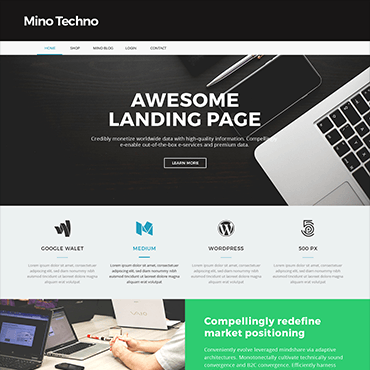 Mino Techno
HOME SHOP MINO BLOG LOGIN CONTACT
AWESOME
LANDING PAGE
Credibly monetize worldwide data with high-quality information. Compellingly
e-enable out-of-the-box e-services and premium data.
LEARN MORE
GOOGLE WALET MEDIUM WORDPRESS 500 PX
Lorem ipsum dolor sit amet, consectetuer
adipiscing elit, sed diam nonummy nibh
euismod tincidunt ut laoreet dolore magna
aliquam erat volutpat
Lorem ipsum dolor sit amet, consectetuer
adipiscing elit, sed diam nonummy nibh
euismod tincidunt ut laoreet dolore magna
aliquam erat volutpat
Lorem ipsum dolor sit amet, consectetuer
adipiscing elit, sed diam nonummy nibh
euismod tincidunt ut laoreet dolore magna
aliquam erat volutpat
Lorem ipsum dolor sit amet, consectetuer
adipiscing elit, sed diam nonummy nibh
euismod tincidunt ut laoreet dolore magna
aliquam erat volutpat
VAIO
Compellingly redefine
market positioning
Conveniently evolve leveraged mindshare via adaptive
architectures. Monotonectally cultivate technically sound
convergence and B2C convergence. Efficiently harness